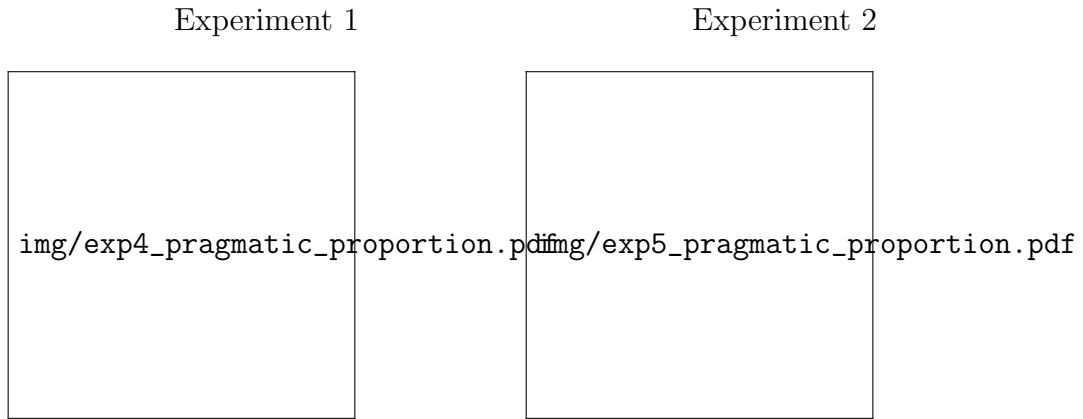 Experiment 1
Experiment 2
img/exp4_pragmatic_proportion.pdf
img/exp5_pragmatic_proportion.pdf